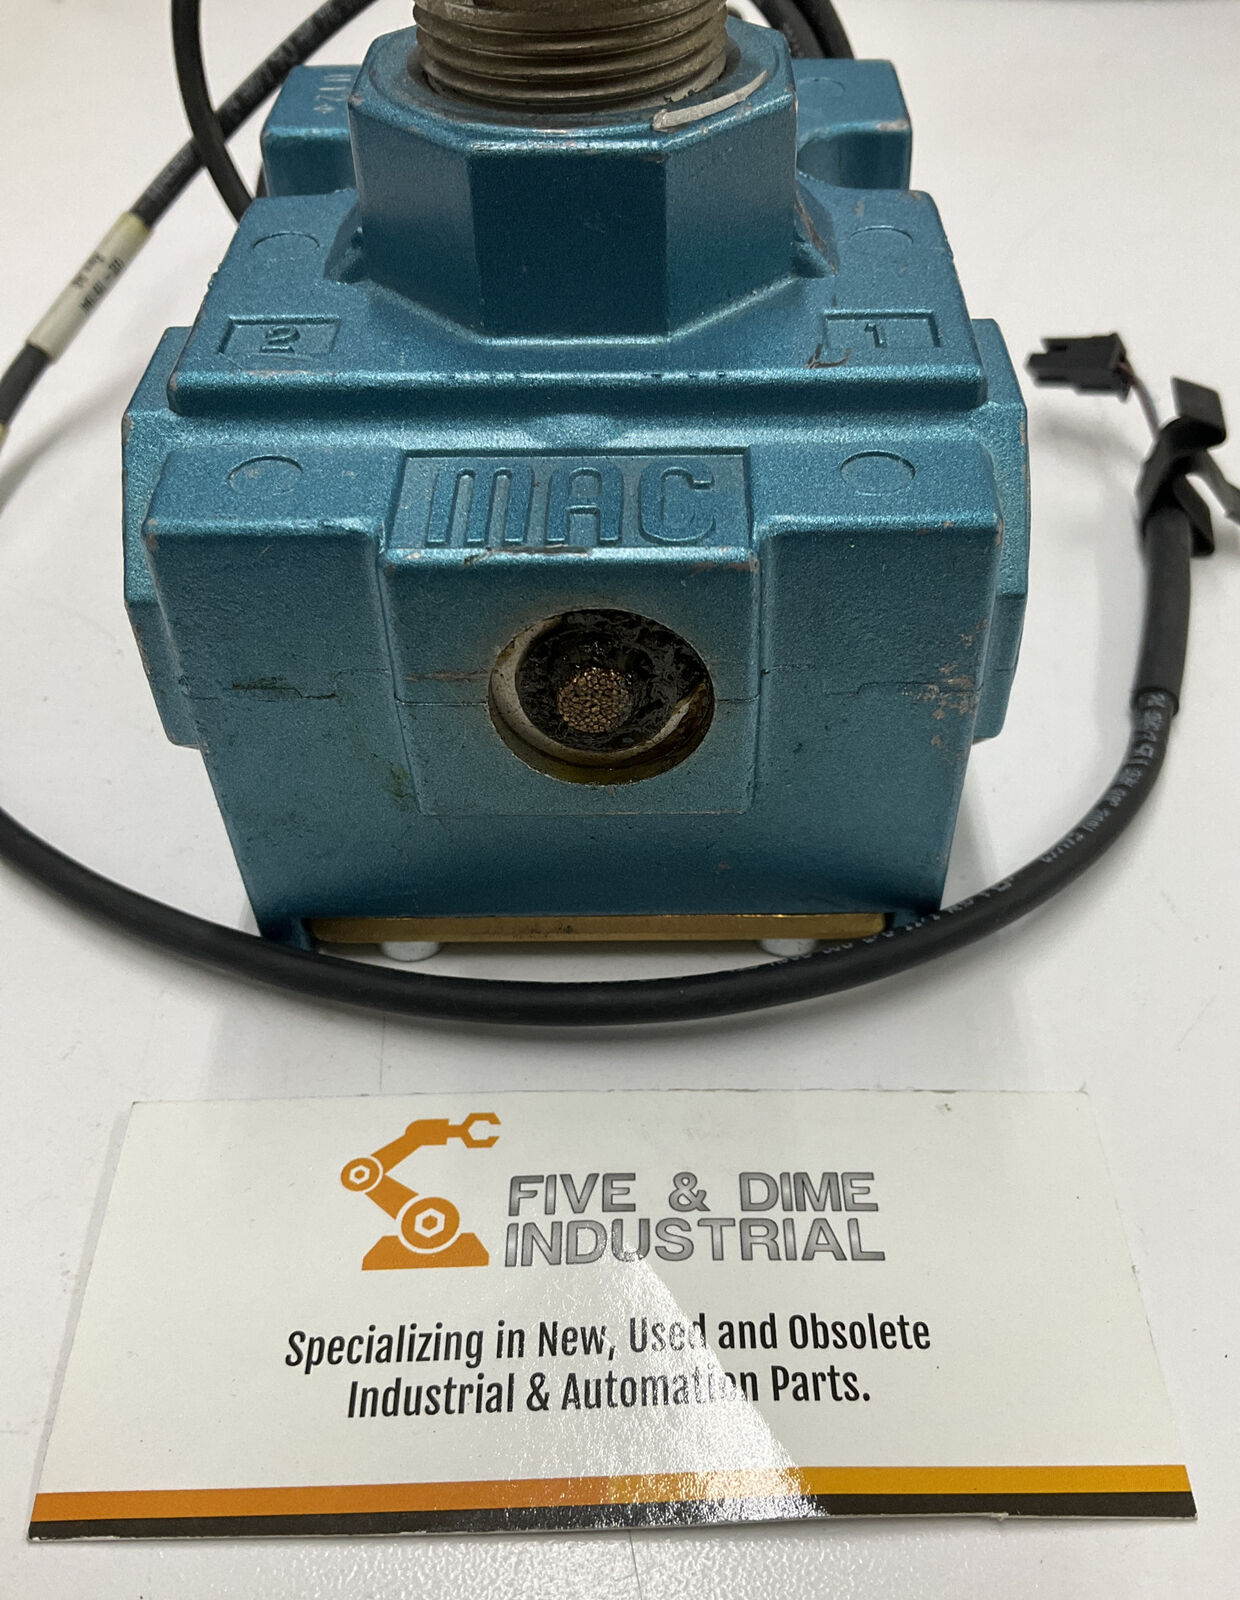 2
1
MAC
FIVE & DIME
INDUSTRIAL
Specializing in New, Used and Obsolete
Industrial & Automation Parts.